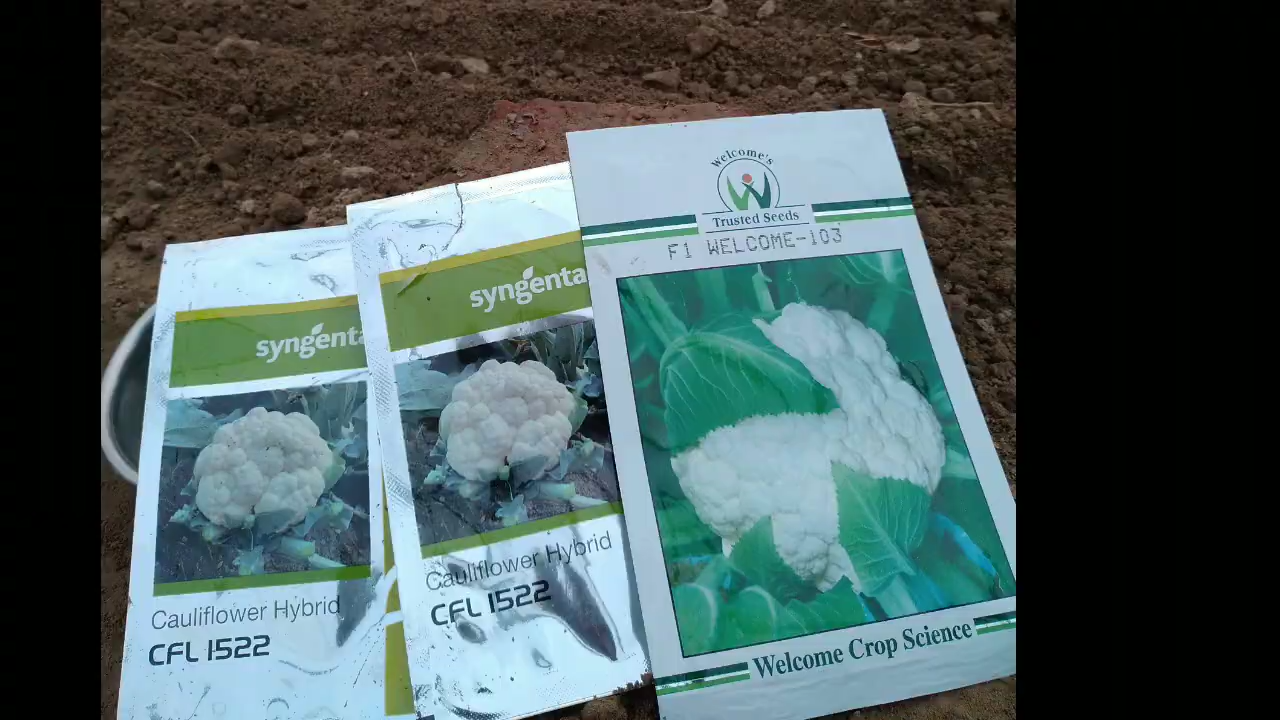 syngenta
Cauliflower Hybrid
CFL 1522
syngenta
Cauliflower Hybrid
CFL 1522
Welcome's
Trusted Seeds
F1 WELCOME-103
Welcome Crop Science